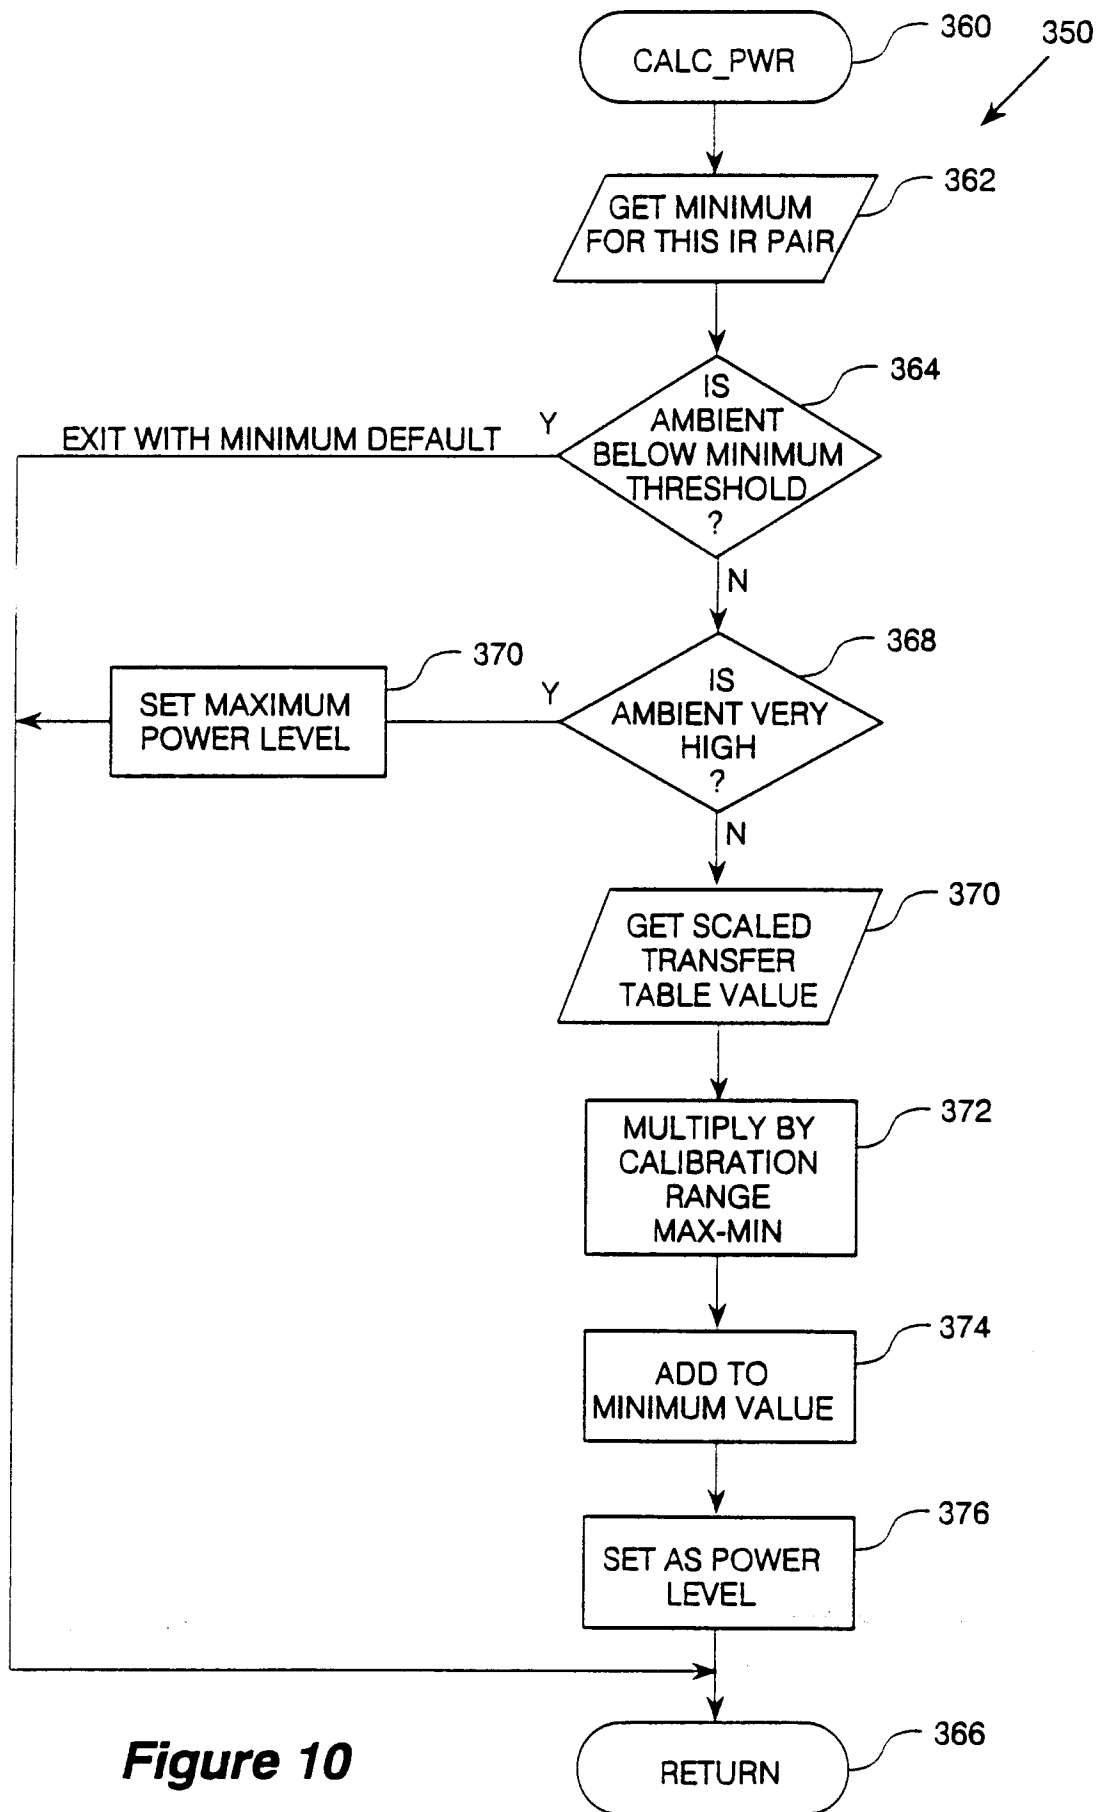 CALC_PWR
360
350
GET MINIMUM
FOR THIS IR PAIR
362
IS
AMBIENT
BELOW MINIMUM
THRESHOLD
?
364
Y
EXIT WITH MINIMUM DEFAULT
N
IS
AMBIENT VERY
HIGH
?
368
Y
SET MAXIMUM
POWER LEVEL
370
N
GET SCALED
TRANSFER
TABLE VALUE
370
MULTIPLY BY
CALIBRATION
RANGE
MAX-MIN
372
ADD TO
MINIMUM VALUE
374
SET AS POWER
LEVEL
376
RETURN
366
Figure 10